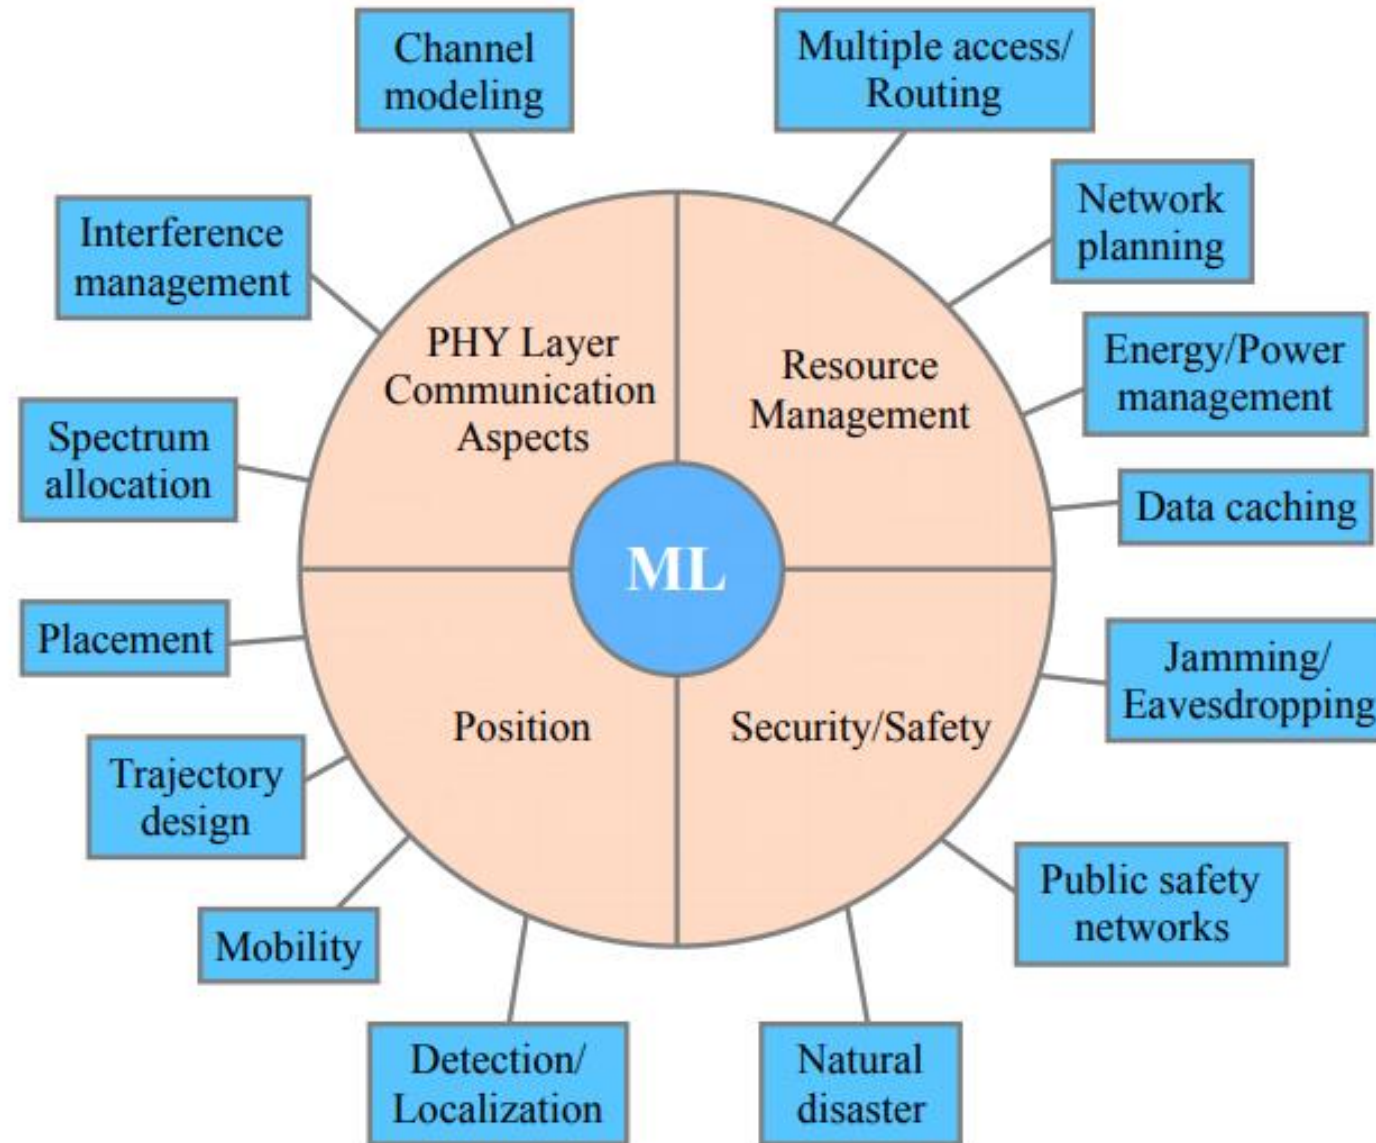 Channel
modeling
Multiple access/
Routing
Interference
management
Network
planning
PHY Layer
Communication
Aspects
Resource
Management
Energy/Power
management
Spectrum
allocation
Data caching
ML
Placement
Jamming/
Eavesdropping
Position
Security/Safety
Trajectory
design
Public safety
networks
Mobility
Detection/
Localization
Natural
disaster